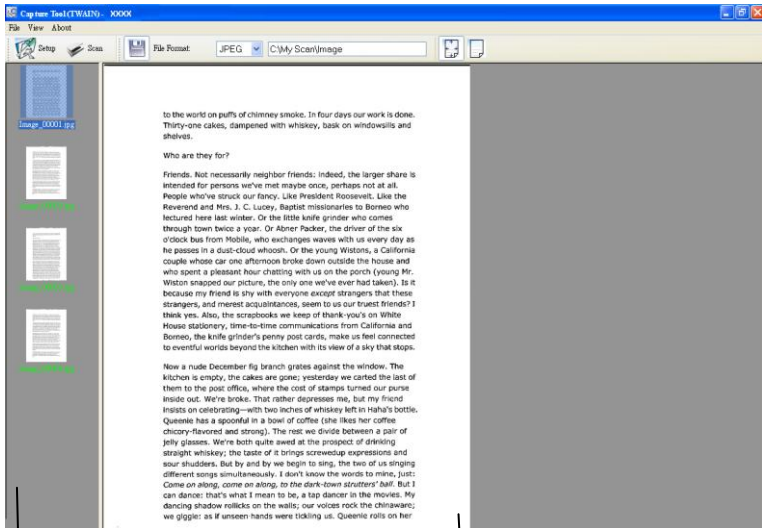 Capture Tool (TWAIN) - XXXX
File View About
Setup Scan File Format: JPEG C:\My Scan\Image
Image_00001.jpg
to the world on puffs of chimney smoke. In four days our work is done.
Thirty-one cakes, dampened with whiskey, bask on windowsills and
shelves.
Who are they for?
Friends. Not necessarily neighbor friends: indeed, the larger share is
intended for persons we've met maybe once, perhaps not at all.
People who've struck our fancy. Like President Roosevelt. Like the
Reverend and Mrs. J. C. Lucey, Baptist missionaries to Borneo who
lectured here last winter. Or the little knife grinder who comes
through town twice a year. Or Abner Packer, the driver of the six
o'clock bus from Mobile, who exchanges waves with us every day as
he passes in a dust-cloud whoosh. Or the young Wistons, a California
couple whose car one afternoon broke down outside the house and
who spent a pleasant hour chatting with us on the porch (young Mr.
Wiston snapped our picture, the only one we've ever had taken). Is it
because my friend is shy with everyone except strangers that these
strangers, and merest acquaintances, seem to us our truest friends? I
think yes. Also, the scrapbooks we keep of thank-you's on White
House stationery, time-to-time communications from California and
Borneo, the knife grinder's penny post cards, make us feel connected
to eventful worlds beyond the kitchen with its view of a sky that stops.
Now a nude December fig branch grates against the window. The
kitchen is empty, the cakes are gone; yesterday we carted the last of
them to the post office, where the cost of stamps turned our purse
inside out. We're broke. That rather depresses me, but my friend
insists on celebrating—with two inches of whiskey left in Haha's bottle.
Queenie has a spoonful in a bowl of coffee (she likes her coffee
chicory-flavored and strong). The rest we divide between a pair of
jelly glasses. We're both quite awed at the prospect of drinking
straight whiskey; the taste of it brings screwedup expressions and
sour shudders. But by and by we begin to sing, the two of us singing
different songs simultaneously. I don't know the words to mine, just:
Come on along, come on along, to the dark-town strutters' ball. But I
can dance: that's what I mean to be, a tap dancer in the movies. My
dancing shadow rollicks on the walls; our voices rock the chinaware;
we giggle: as if unseen hands were tickling us. Queenie rolls on her